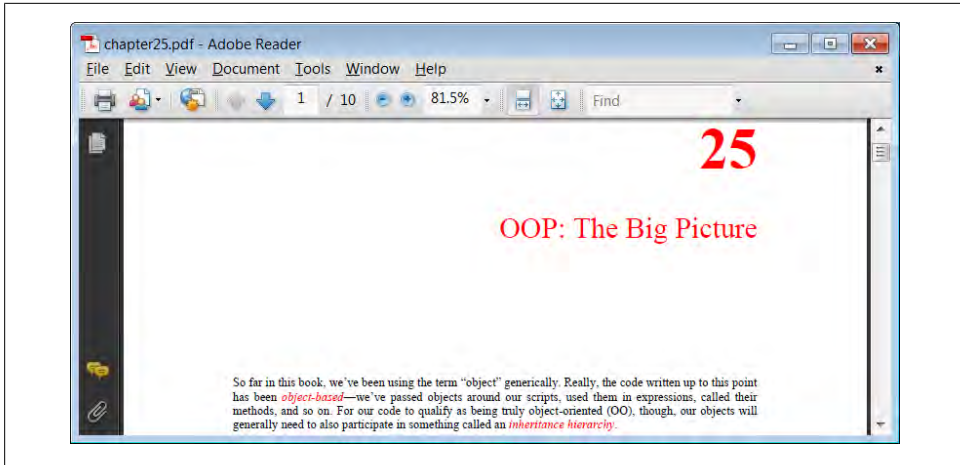 chapter25.pdf - Adobe Reader
File Edit View Document Tools Window Help
1 / 10 81.5% Find
25
OOP: The Big Picture
So far in this book, we’ve been using the term “object” generically. Really, the code written up to this point
has been object-based—we’ve passed objects around our scripts, used them in expressions, called their
methods, and so on. For our code to qualify as being truly object-oriented (OO), though, our objects will
generally need to also participate in something called an inheritance hierarchy.